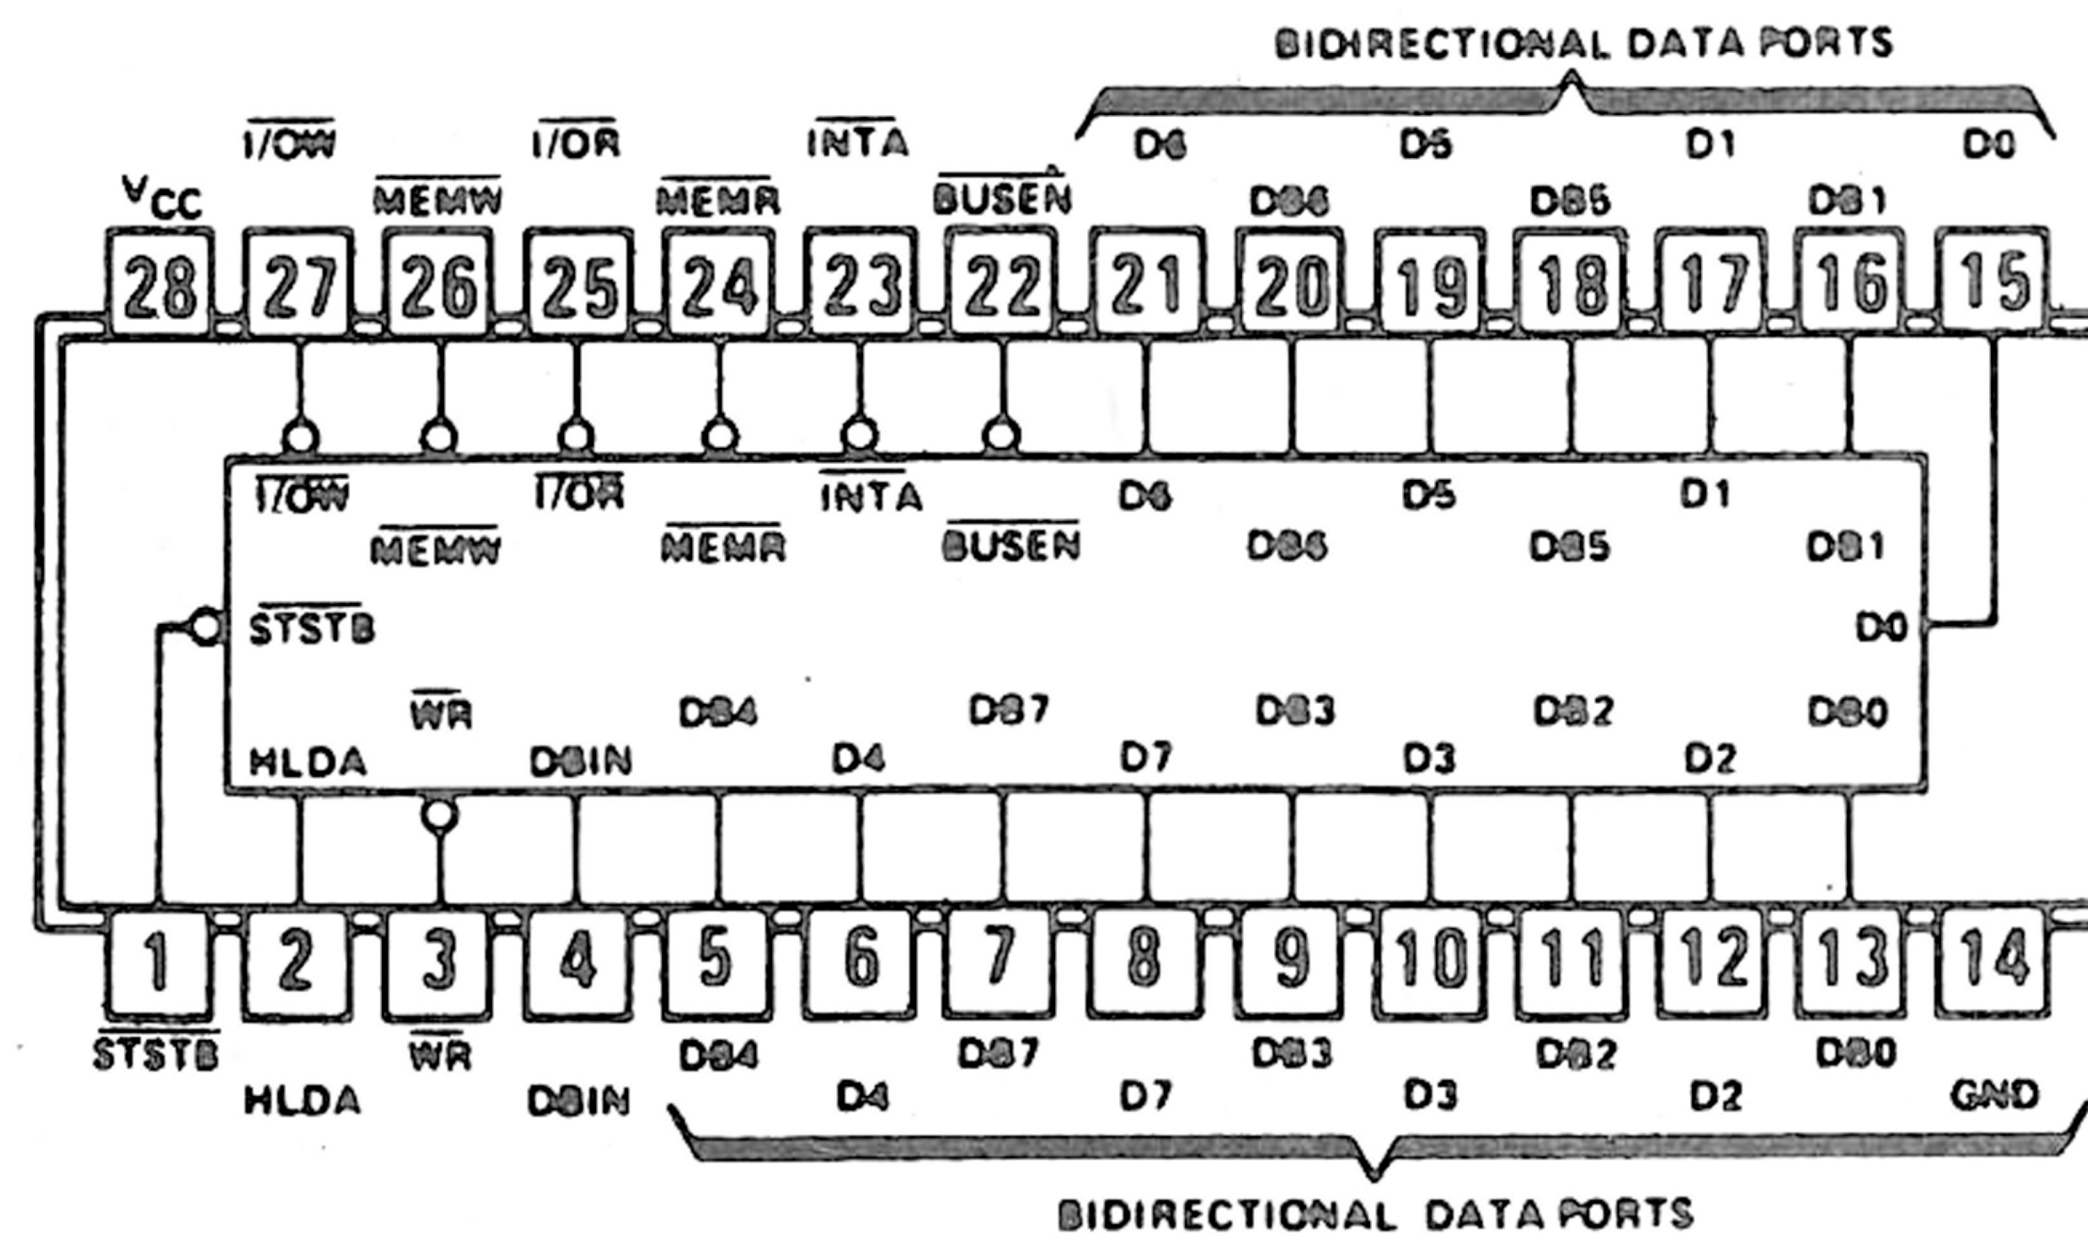 BIDIRECTIONAL DATA PORTS
I/OW I/OR INTA D6 D5 D1 D0
VCC MEMW MEMR BUSEN DB6 DB5 DB1
28 27 26 25 24 23 22 21 20 19 18 17 16 15
I/OW I/OR INTA D6 D5 D1
MEMW MEMR BUSEN DB6 DB5 DB1
STSTB D0
WR DB4 DB7 DB3 DB2 DB0
HLDA DBIN D4 D7 D3 D2
1 2 3 4 5 6 7 8 9 10 11 12 13 14
STSTB WR DB4 DB7 DB3 DB2 DB0
HLDA DBIN D4 D7 D3 D2 GND
BIDIRECTIONAL DATA PORTS